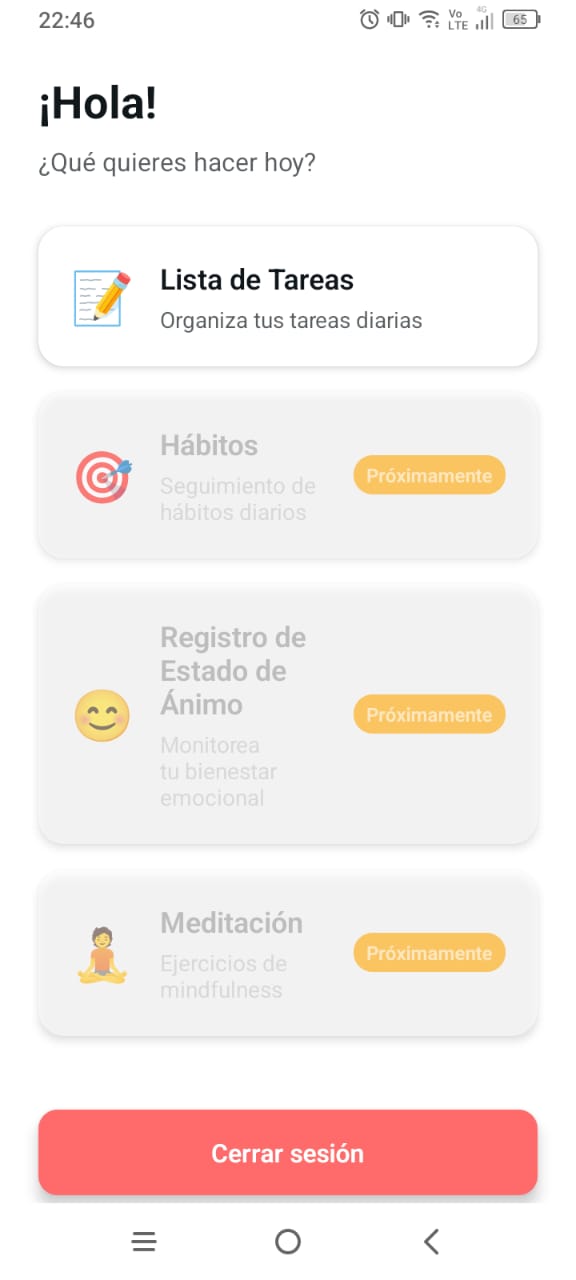 22:46
Vo LTE 4G 65
¡Hola!
¿Qué quieres hacer hoy?
Lista de Tareas
Organiza tus tareas diarias
Hábitos
Seguimiento de
hábitos diarios
Próximamente
Registro de
Estado de
Ánimo
Monitorea
tu bienestar
emocional
Próximamente
Meditación
Ejercicios de
mindfulness
Próximamente
Cerrar sesión